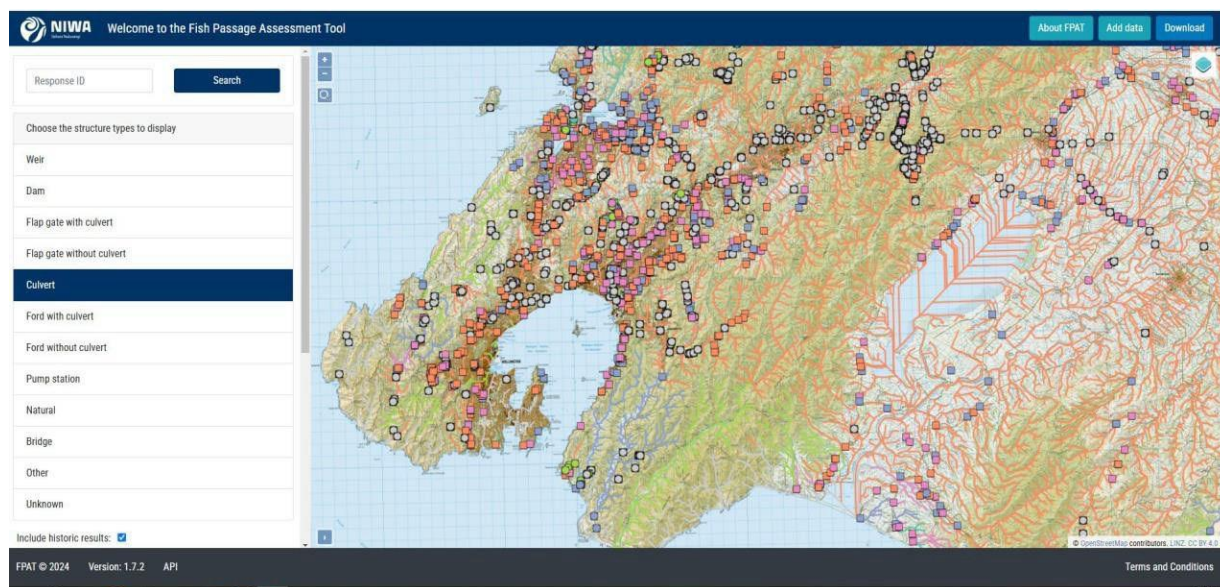 NIWA
Welcome to the Fish Passage Assessment Tool
About FPAT
Add data
Download
Response ID
Search
Choose the structure types to display
Weir
Dam
Flap gate with culvert
Flap gate without culvert
Culvert
Ford with culvert
Ford without culvert
Pump station
Natural
Bridge
Other
Unknown
Include historic results:
WELLINGTON
© OpenStreetMap contributors. LINZ. CC BY 4.0
FPAT © 2024 Version: 1.7.2 API
Terms and Conditions